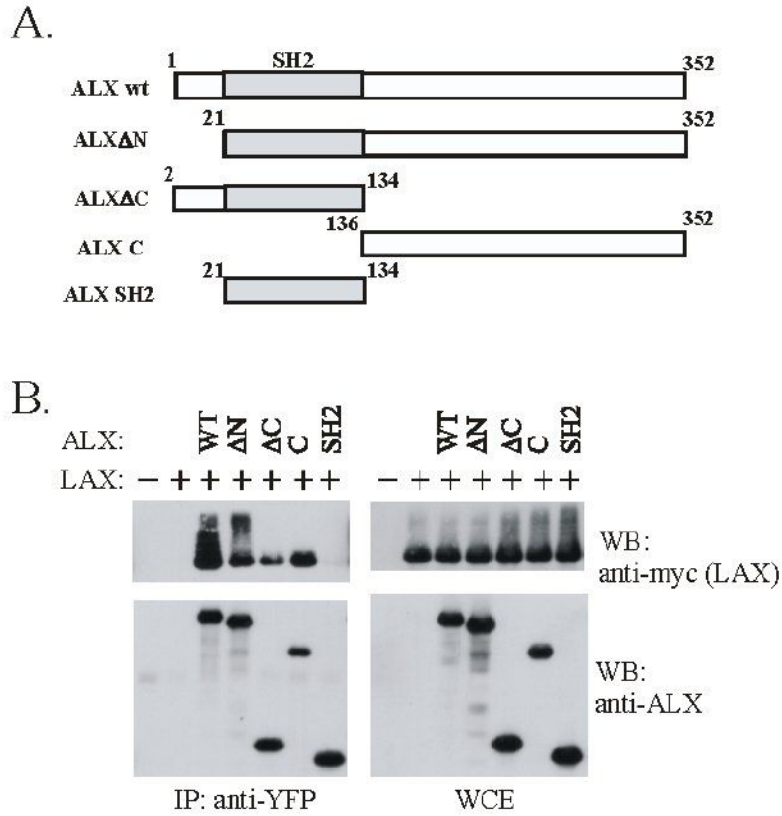 A.
1 SH2 352
ALX wt
21 352
ALXΔN
2 134
ALXΔC
136 352
ALX C
21 134
ALX SH2
B.
ALX: WT ΔN ΔC C SH2 WT ΔN ΔC C SH2
LAX: − + + + + + + − + + + + + +
WB:
anti-myc (LAX)
WB:
anti-ALX
IP: anti-YFP WCE